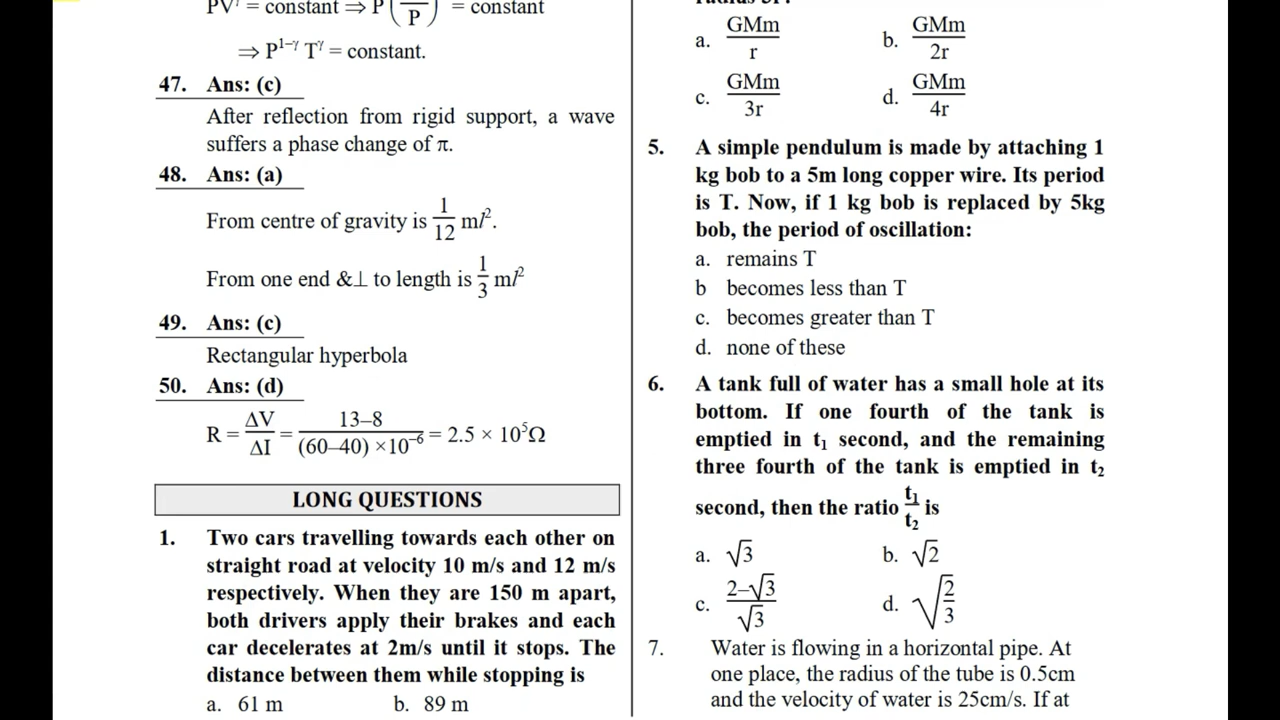 PVᵞ = constant ⇒ P (T/P)ᵞ = constant
⇒ P¹⁻ᵞ Tᵞ = constant.
47. Ans: (c)
After reflection from rigid support, a wave
suffers a phase change of π.
48. Ans: (a)
From centre of gravity is 1/12 ml².
From one end &⊥ to length is 1/3 ml²
49. Ans: (c)
Rectangular hyperbola
50. Ans: (d)
R = ΔV/ΔI = 13–8/(60–40) ×10⁻⁶ = 2.5 × 10⁵Ω
LONG QUESTIONS
1. Two cars travelling towards each other on
straight road at velocity 10 m/s and 12 m/s
respectively. When they are 150 m apart,
both drivers apply their brakes and each
car decelerates at 2m/s until it stops. The
distance between them while stopping is
a. 61 m b. 89 m
radius 3r?
a. GMm/r b. GMm/2r
c. GMm/3r d. GMm/4r
5. A simple pendulum is made by attaching 1
kg bob to a 5m long copper wire. Its period
is T. Now, if 1 kg bob is replaced by 5kg
bob, the period of oscillation:
a. remains T
b becomes less than T
c. becomes greater than T
d. none of these
6. A tank full of water has a small hole at its
bottom. If one fourth of the tank is
emptied in t₁ second, and the remaining
three fourth of the tank is emptied in t₂
second, then the ratio t₁/t₂ is
a. √3 b. √2
c. 2–√3/√3 d. √2/3
7. Water is flowing in a horizontal pipe. At
one place, the radius of the tube is 0.5cm
and the velocity of water is 25cm/s. If at